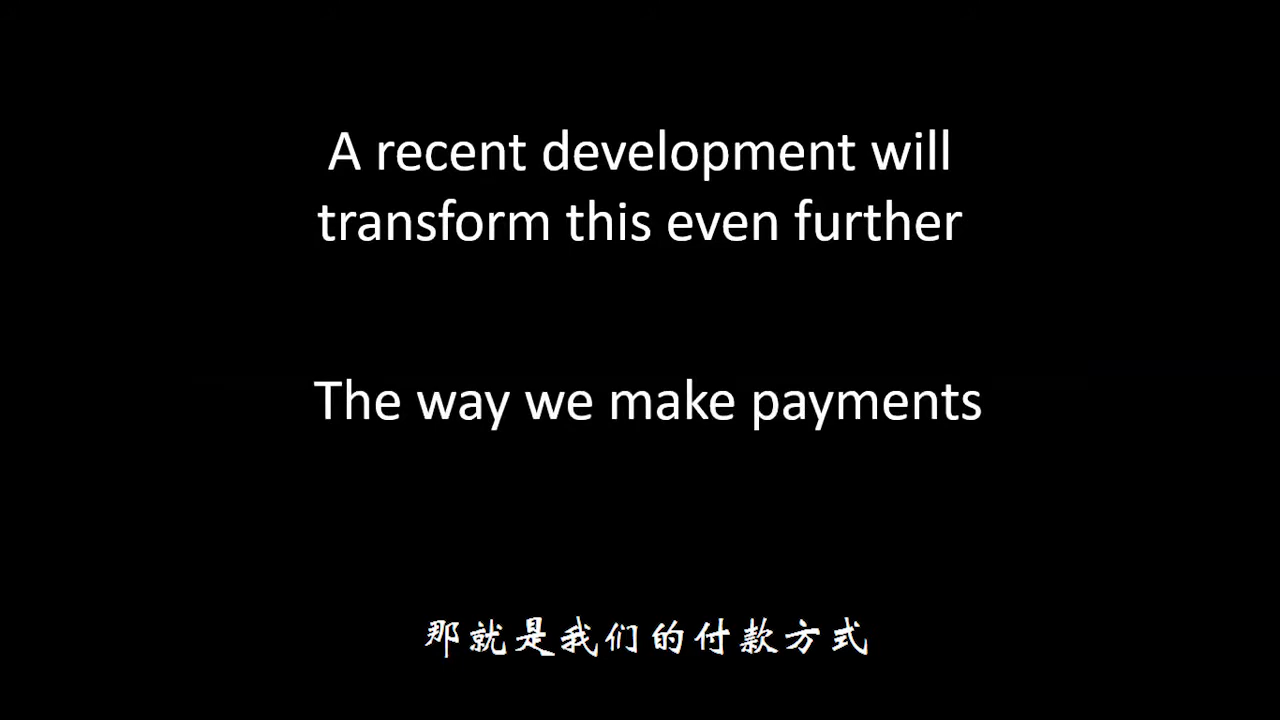 A recent development will
transform this even further
The way we make payments
那就是我们的付款方式